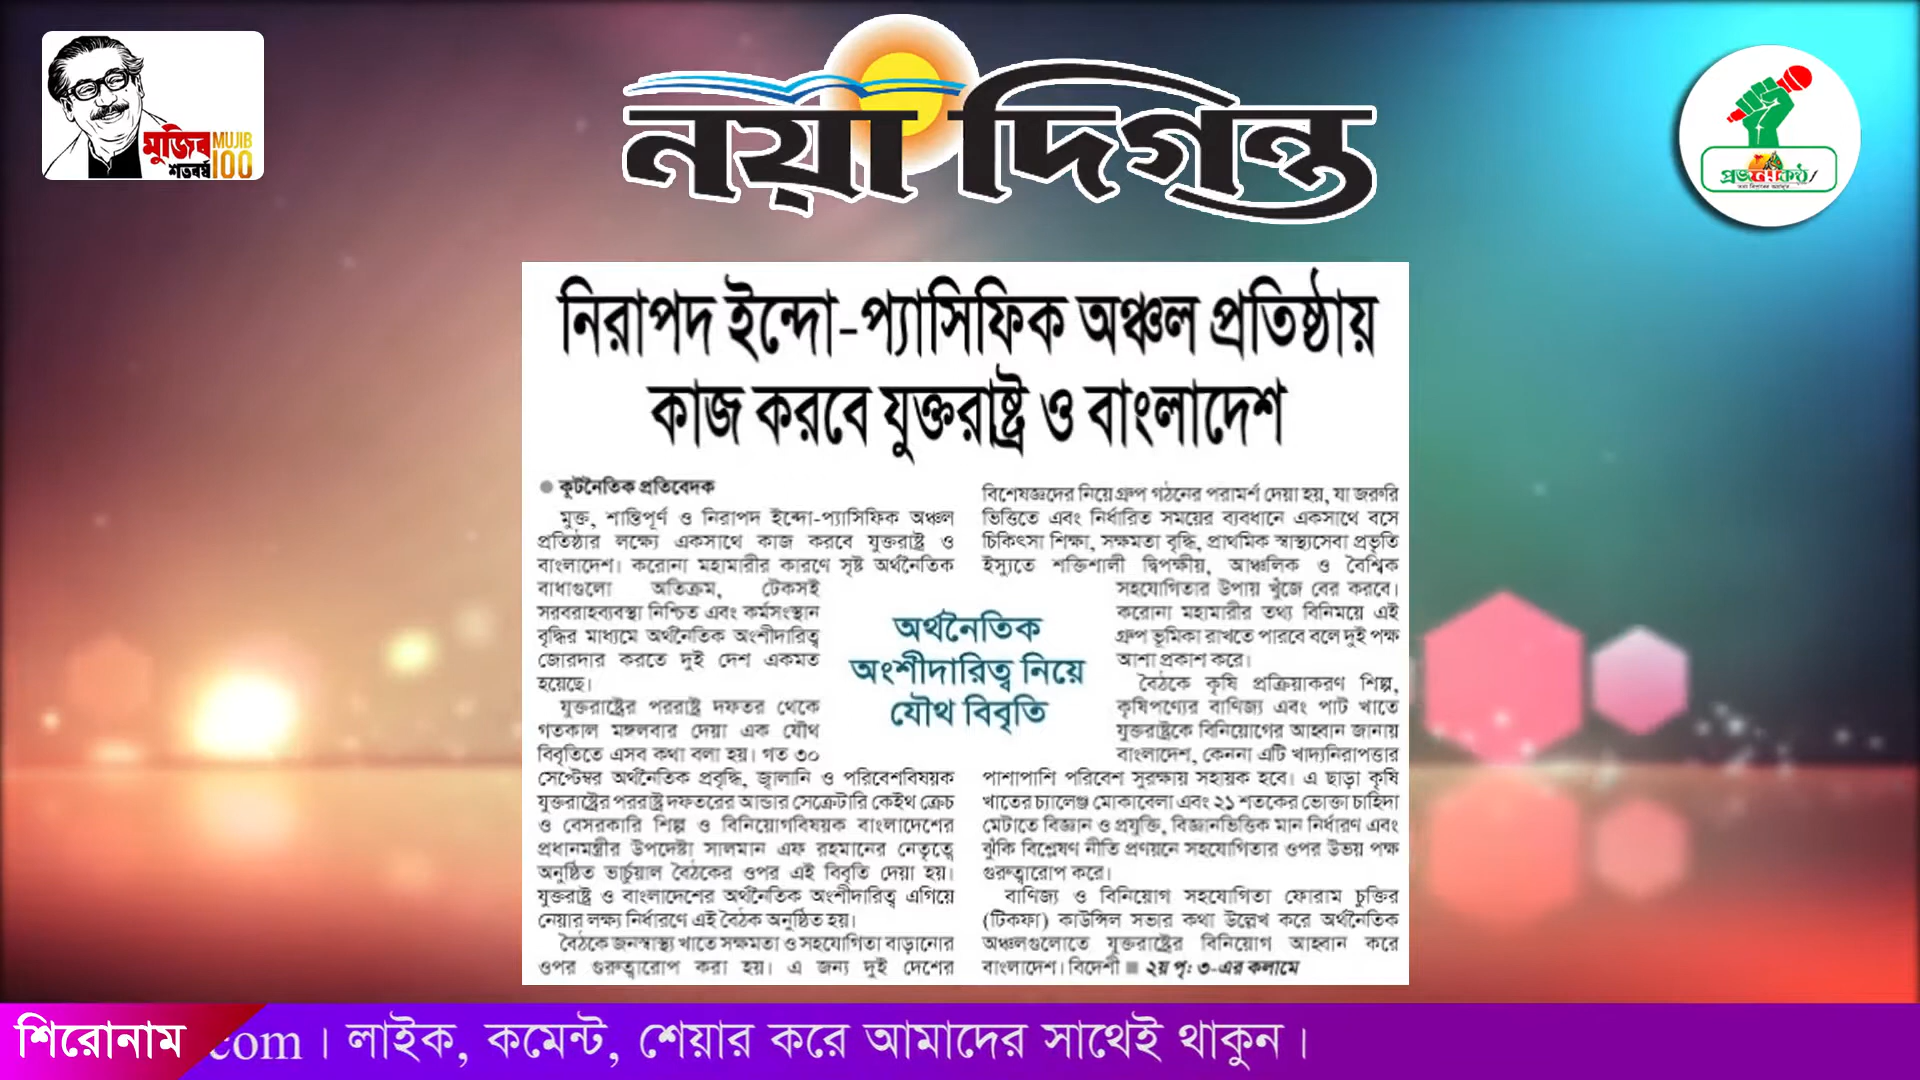 মুজিব
শতবর্ষ
MUJIB
100
নয়া দিগন্ত
নিরাপদ ইন্দো-প্যাসিফিক অঞ্চল প্রতিষ্ঠায়
কাজ করবে যুক্তরাষ্ট্র ও বাংলাদেশ
কূটনৈতিক প্রতিবেদক
মুক্ত, শান্তিপূর্ণ ও নিরাপদ ইন্দো-প্যাসিফিক অঞ্চল
প্রতিষ্ঠার লক্ষ্যে একসাথে কাজ করবে যুক্তরাষ্ট্র ও
বাংলাদেশ। করোনা মহামারীর কারণে সৃষ্ট অর্থনৈতিক
বাধাগুলো অতিক্রম, টেকসই
সরবরাহব্যবস্থা নিশ্চিত এবং কর্মসংস্থান
বৃদ্ধির মাধ্যমে অর্থনৈতিক অংশীদারিত্ব
জোরদার করতে দুই দেশ একমত
হয়েছে।
যুক্তরাষ্ট্রের পররাষ্ট্র দফতর থেকে
গতকাল মঙ্গলবার দেয়া এক যৌথ
বিবৃতিতে এসব কথা বলা হয়। গত ৩০
সেপ্টেম্বর অর্থনৈতিক প্রবৃদ্ধি, জ্বালানি ও পরিবেশবিষয়ক
যুক্তরাষ্ট্রের পররাষ্ট্র দফতরের আন্ডার সেক্রেটারি কেইথ ক্রেচ
ও বেসরকারি শিল্প ও বিনিয়োগবিষয়ক বাংলাদেশের
প্রধানমন্ত্রীর উপদেষ্টা সালমান এফ রহমানের নেতৃত্বে
অনুষ্ঠিত ভার্চুয়াল বৈঠকের ওপর এই বিবৃতি দেয়া হয়।
যুক্তরাষ্ট্র ও বাংলাদেশের অর্থনৈতিক অংশীদারিত্ব এগিয়ে
নেয়ার লক্ষ্য নির্ধারণে এই বৈঠক অনুষ্ঠিত হয়।
বৈঠকে জনস্বাস্থ্য খাতে সক্ষমতা ও সহযোগিতা বাড়ানোর
ওপর গুরুত্বারোপ করা হয়। এ জন্য দুই দেশের
অর্থনৈতিক
অংশীদারিত্ব নিয়ে
যৌথ বিবৃতি
বিশেষজ্ঞদের নিয়ে গ্রুপ গঠনের পরামর্শ দেয়া হয়, যা জরুরি
ভিত্তিতে এবং নির্ধারিত সময়ের ব্যবধানে একসাথে বসে
চিকিৎসা শিক্ষা, সক্ষমতা বৃদ্ধি, প্রাথমিক স্বাস্থ্যসেবা প্রভৃতি
ইস্যুতে শক্তিশালী দ্বিপক্ষীয়, আঞ্চলিক ও বৈশ্বিক
সহযোগিতার উপায় খুঁজে বের করবে।
করোনা মহামারীর তথ্য বিনিময়ে এই
গ্রুপ ভূমিকা রাখতে পারবে বলে দুই পক্ষ
আশা প্রকাশ করে।
বৈঠকে কৃষি প্রক্রিয়াকরণ শিল্প,
কৃষিপণ্যের বাণিজ্য এবং পাট খাতে
যুক্তরাষ্ট্রকে বিনিয়োগের আহ্বান জানায়
বাংলাদেশ, কেননা এটি খাদ্যনিরাপত্তার
পাশাপাশি পরিবেশ সুরক্ষায় সহায়ক হবে। এ ছাড়া কৃষি
খাতের চ্যালেঞ্জ মোকাবেলা এবং ২১ শতকের ভোক্তা চাহিদা
মেটাতে বিজ্ঞান ও প্রযুক্তি, বিজ্ঞানভিত্তিক মান নির্ধারণ এবং
ঝুঁকি বিশ্লেষণ নীতি প্রণয়নে সহযোগিতার ওপর উভয় পক্ষ
গুরুত্বারোপ করে।
বাণিজ্য ও বিনিয়োগ সহযোগিতা ফোরাম চুক্তির
(টিকফা) কাউন্সিল সভার কথা উল্লেখ করে অর্থনৈতিক
অঞ্চলগুলোতে যুক্তরাষ্ট্রের বিনিয়োগ আহ্বান করে
বাংলাদেশ। বিদেশী ■ ২য় পৃ: ৩-এর কলামে
শিরোনাম
com। লাইক, কমেন্ট, শেয়ার করে আমাদের সাথেই থাকুন।